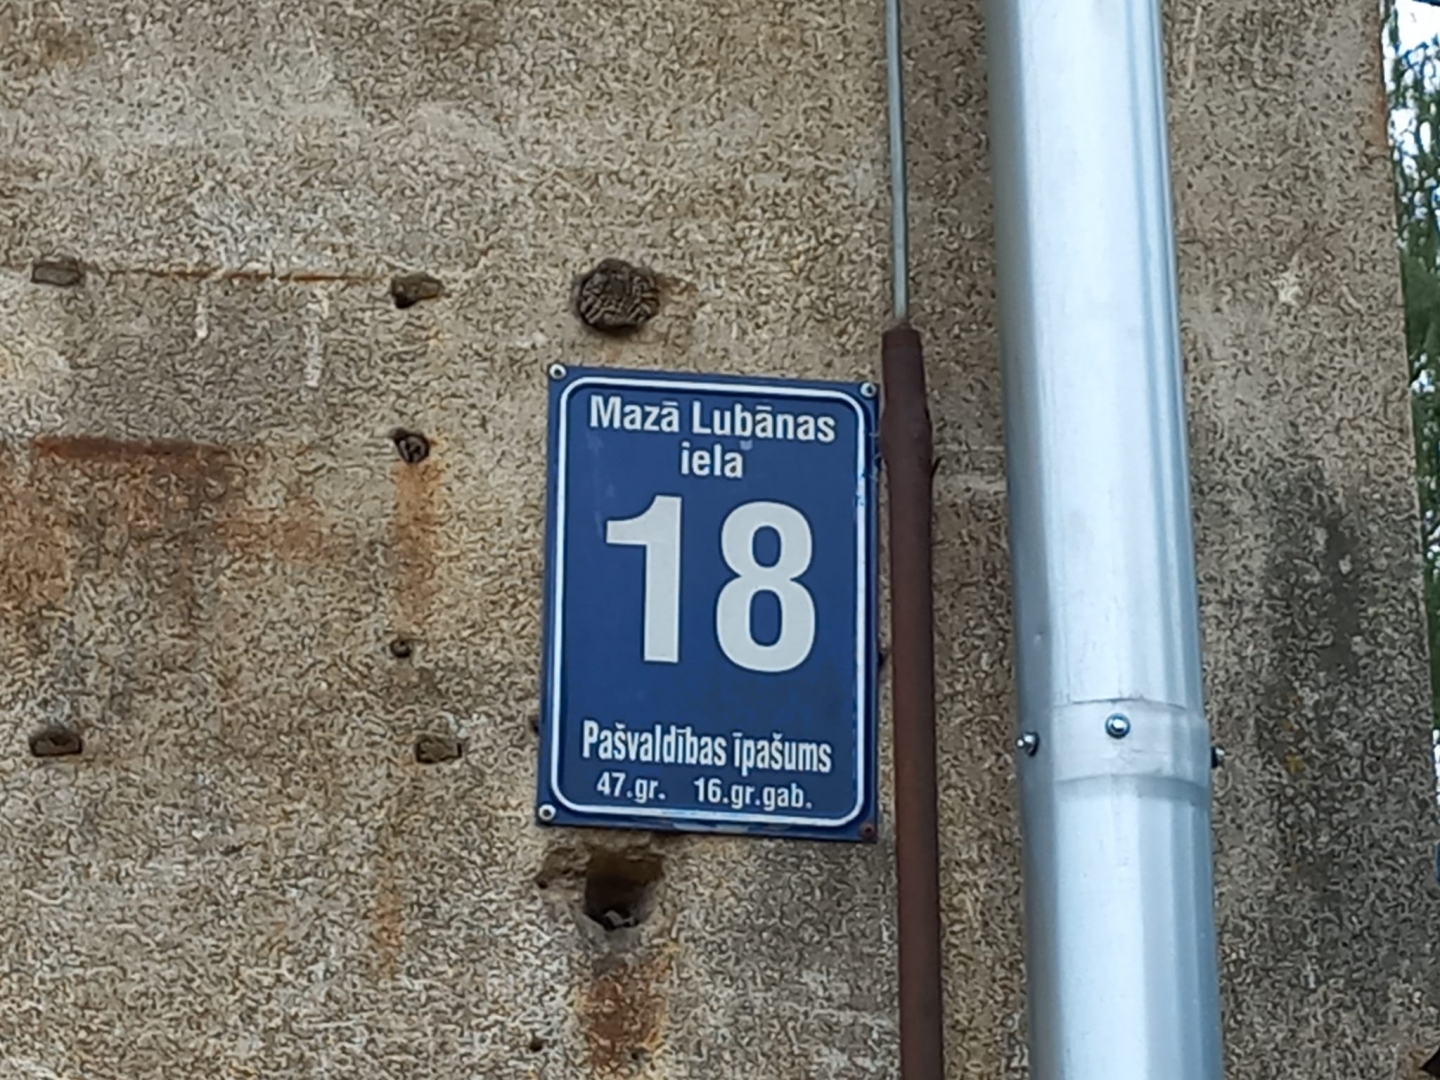 Mazā Lubānas
iela
18
Pašvaldības īpašums
47.gr. 16.gr.gab.